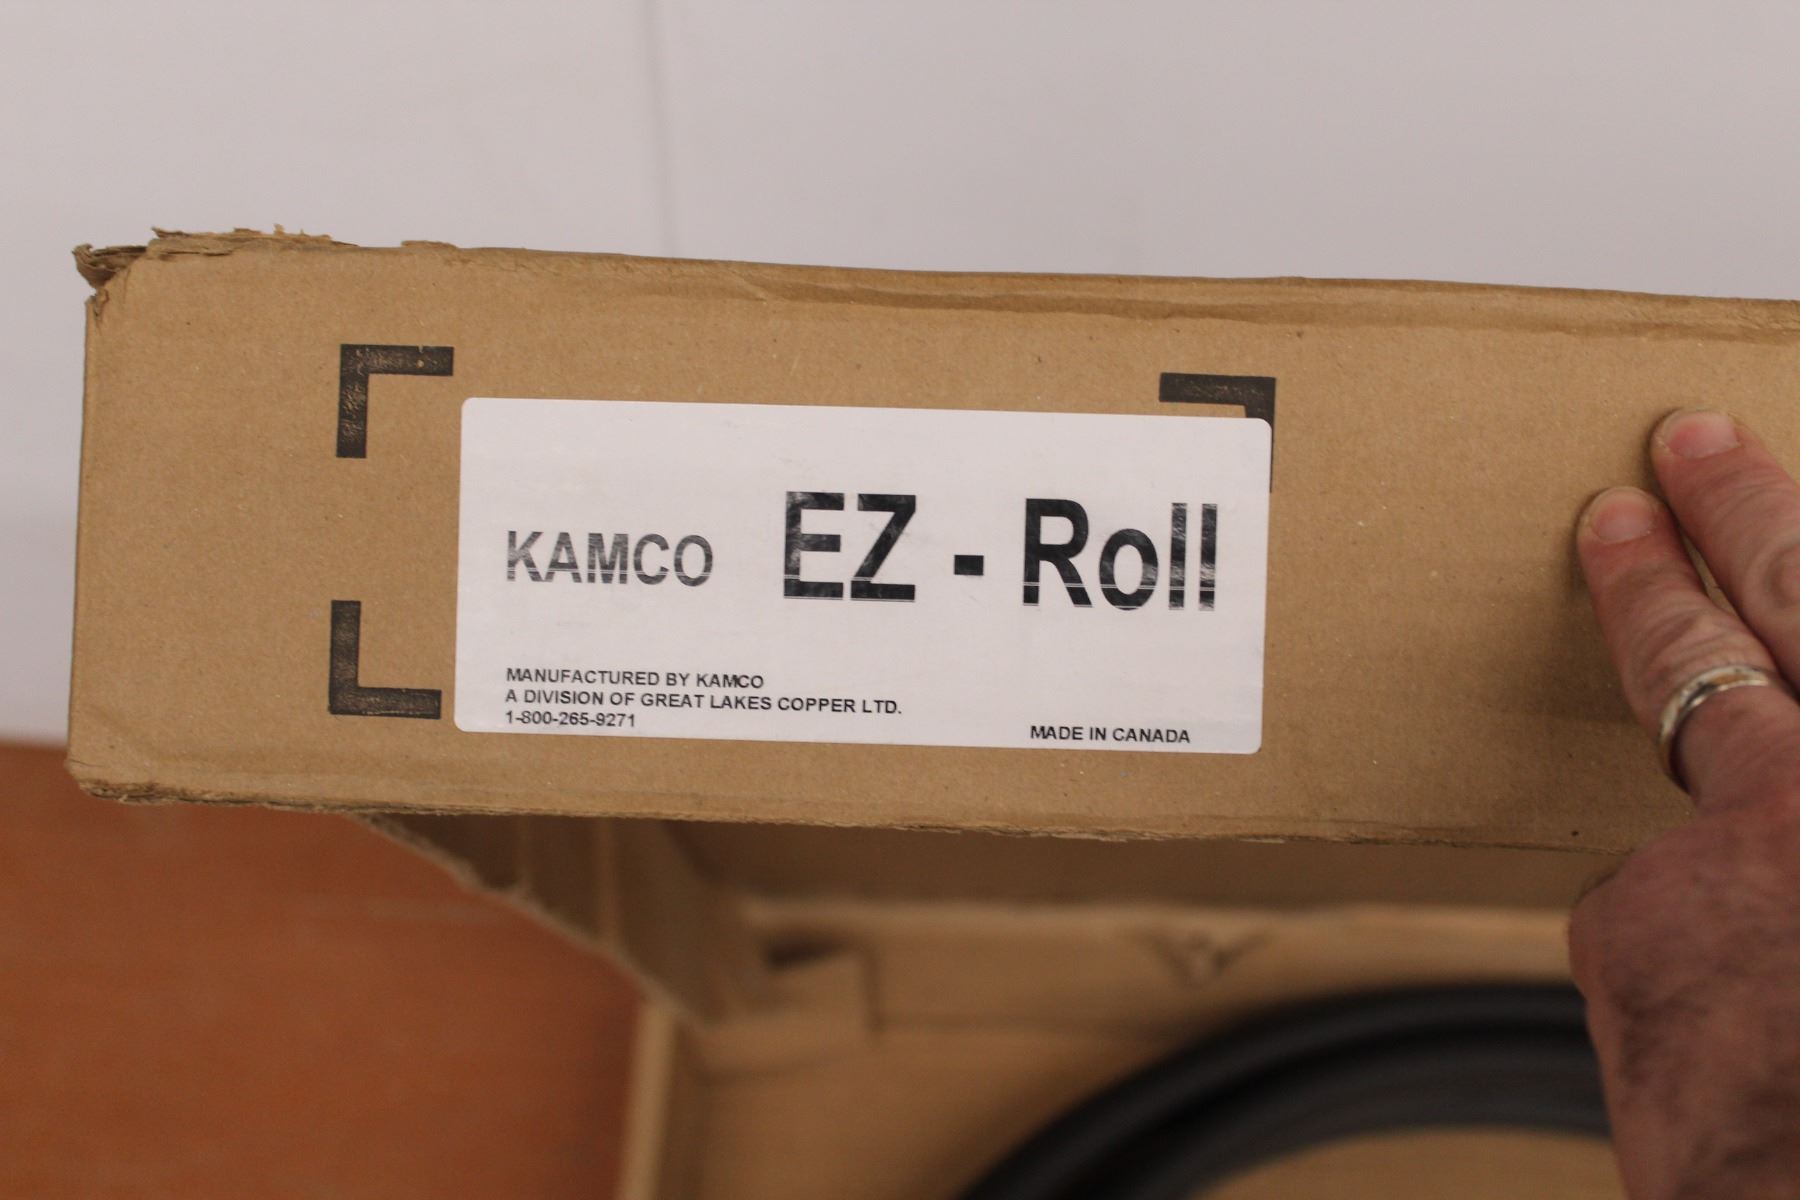 KAMCO EZ - Roll
MANUFACTURED BY KAMCO
A DIVISION OF GREAT LAKES COPPER LTD.
1-800-265-9271
MADE IN CANADA